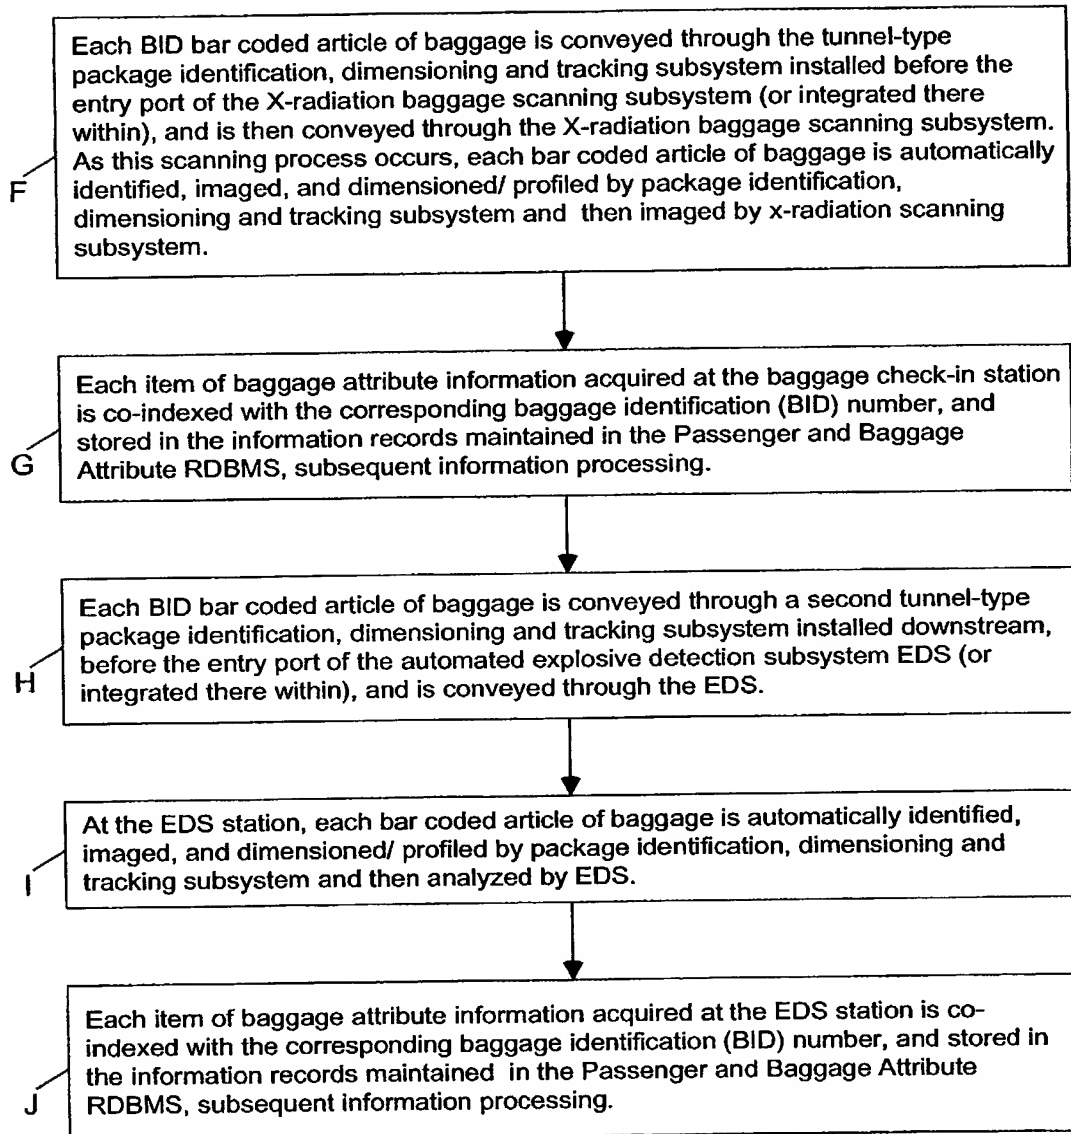 Each BID bar coded article of baggage is conveyed through the tunnel-type
package identification, dimensioning and tracking subsystem installed before the
entry port of the X-radiation baggage scanning subsystem (or integrated there
within), and is then conveyed through the X-radiation baggage scanning subsystem.
As this scanning process occurs, each bar coded article of baggage is automatically
identified, imaged, and dimensioned/ profiled by package identification,
dimensioning and tracking subsystem and then imaged by x-radiation scanning
subsystem.
F
Each item of baggage attribute information acquired at the baggage check-in station
is co-indexed with the corresponding baggage identification (BID) number, and
stored in the information records maintained in the Passenger and Baggage
Attribute RDBMS, subsequent information processing.
G
Each BID bar coded article of baggage is conveyed through a second tunnel-type
package identification, dimensioning and tracking subsystem installed downstream,
before the entry port of the automated explosive detection subsystem EDS (or
integrated there within), and is conveyed through the EDS.
H
At the EDS station, each bar coded article of baggage is automatically identified,
imaged, and dimensioned/ profiled by package identification, dimensioning and
tracking subsystem and then analyzed by EDS.
I
Each item of baggage attribute information acquired at the EDS station is co-
indexed with the corresponding baggage identification (BID) number, and stored in
the information records maintained in the Passenger and Baggage Attribute
RDBMS, subsequent information processing.
J